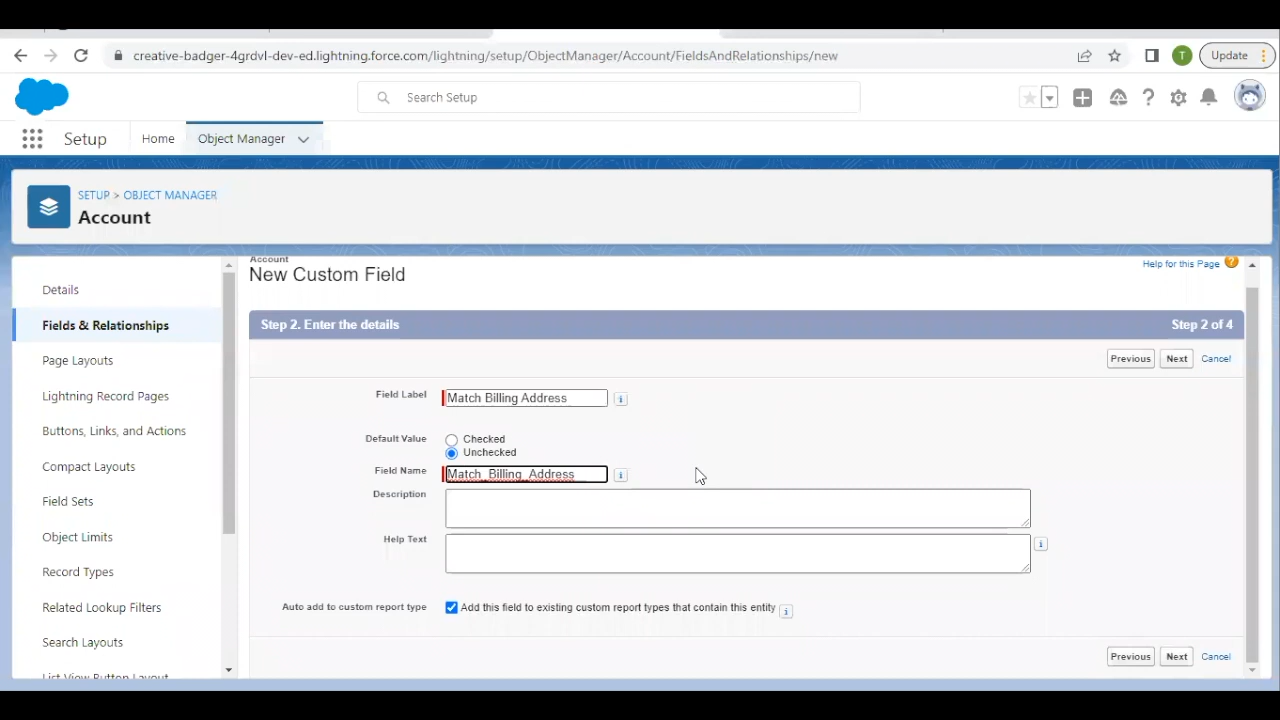 creative-badger-4grdvl-dev-ed.lightning.force.com/lightning/setup/ObjectManager/Account/FieldsAndRelationships/new
T
Update
Search Setup
Setup
Home
Object Manager
SETUP > OBJECT MANAGER
Account
Details
Fields & Relationships
Page Layouts
Lightning Record Pages
Buttons, Links, and Actions
Compact Layouts
Field Sets
Object Limits
Record Types
Related Lookup Filters
Search Layouts
List View Button Layout
Account
New Custom Field
Help for this Page
Step 2. Enter the details
Step 2 of 4
Previous
Next
Cancel
Field Label
Match Billing Address
Default Value
Checked
Unchecked
Field Name
Match_Billing_Address
Description
Help Text
Auto add to custom report type
Add this field to existing custom report types that contain this entity
Previous
Next
Cancel